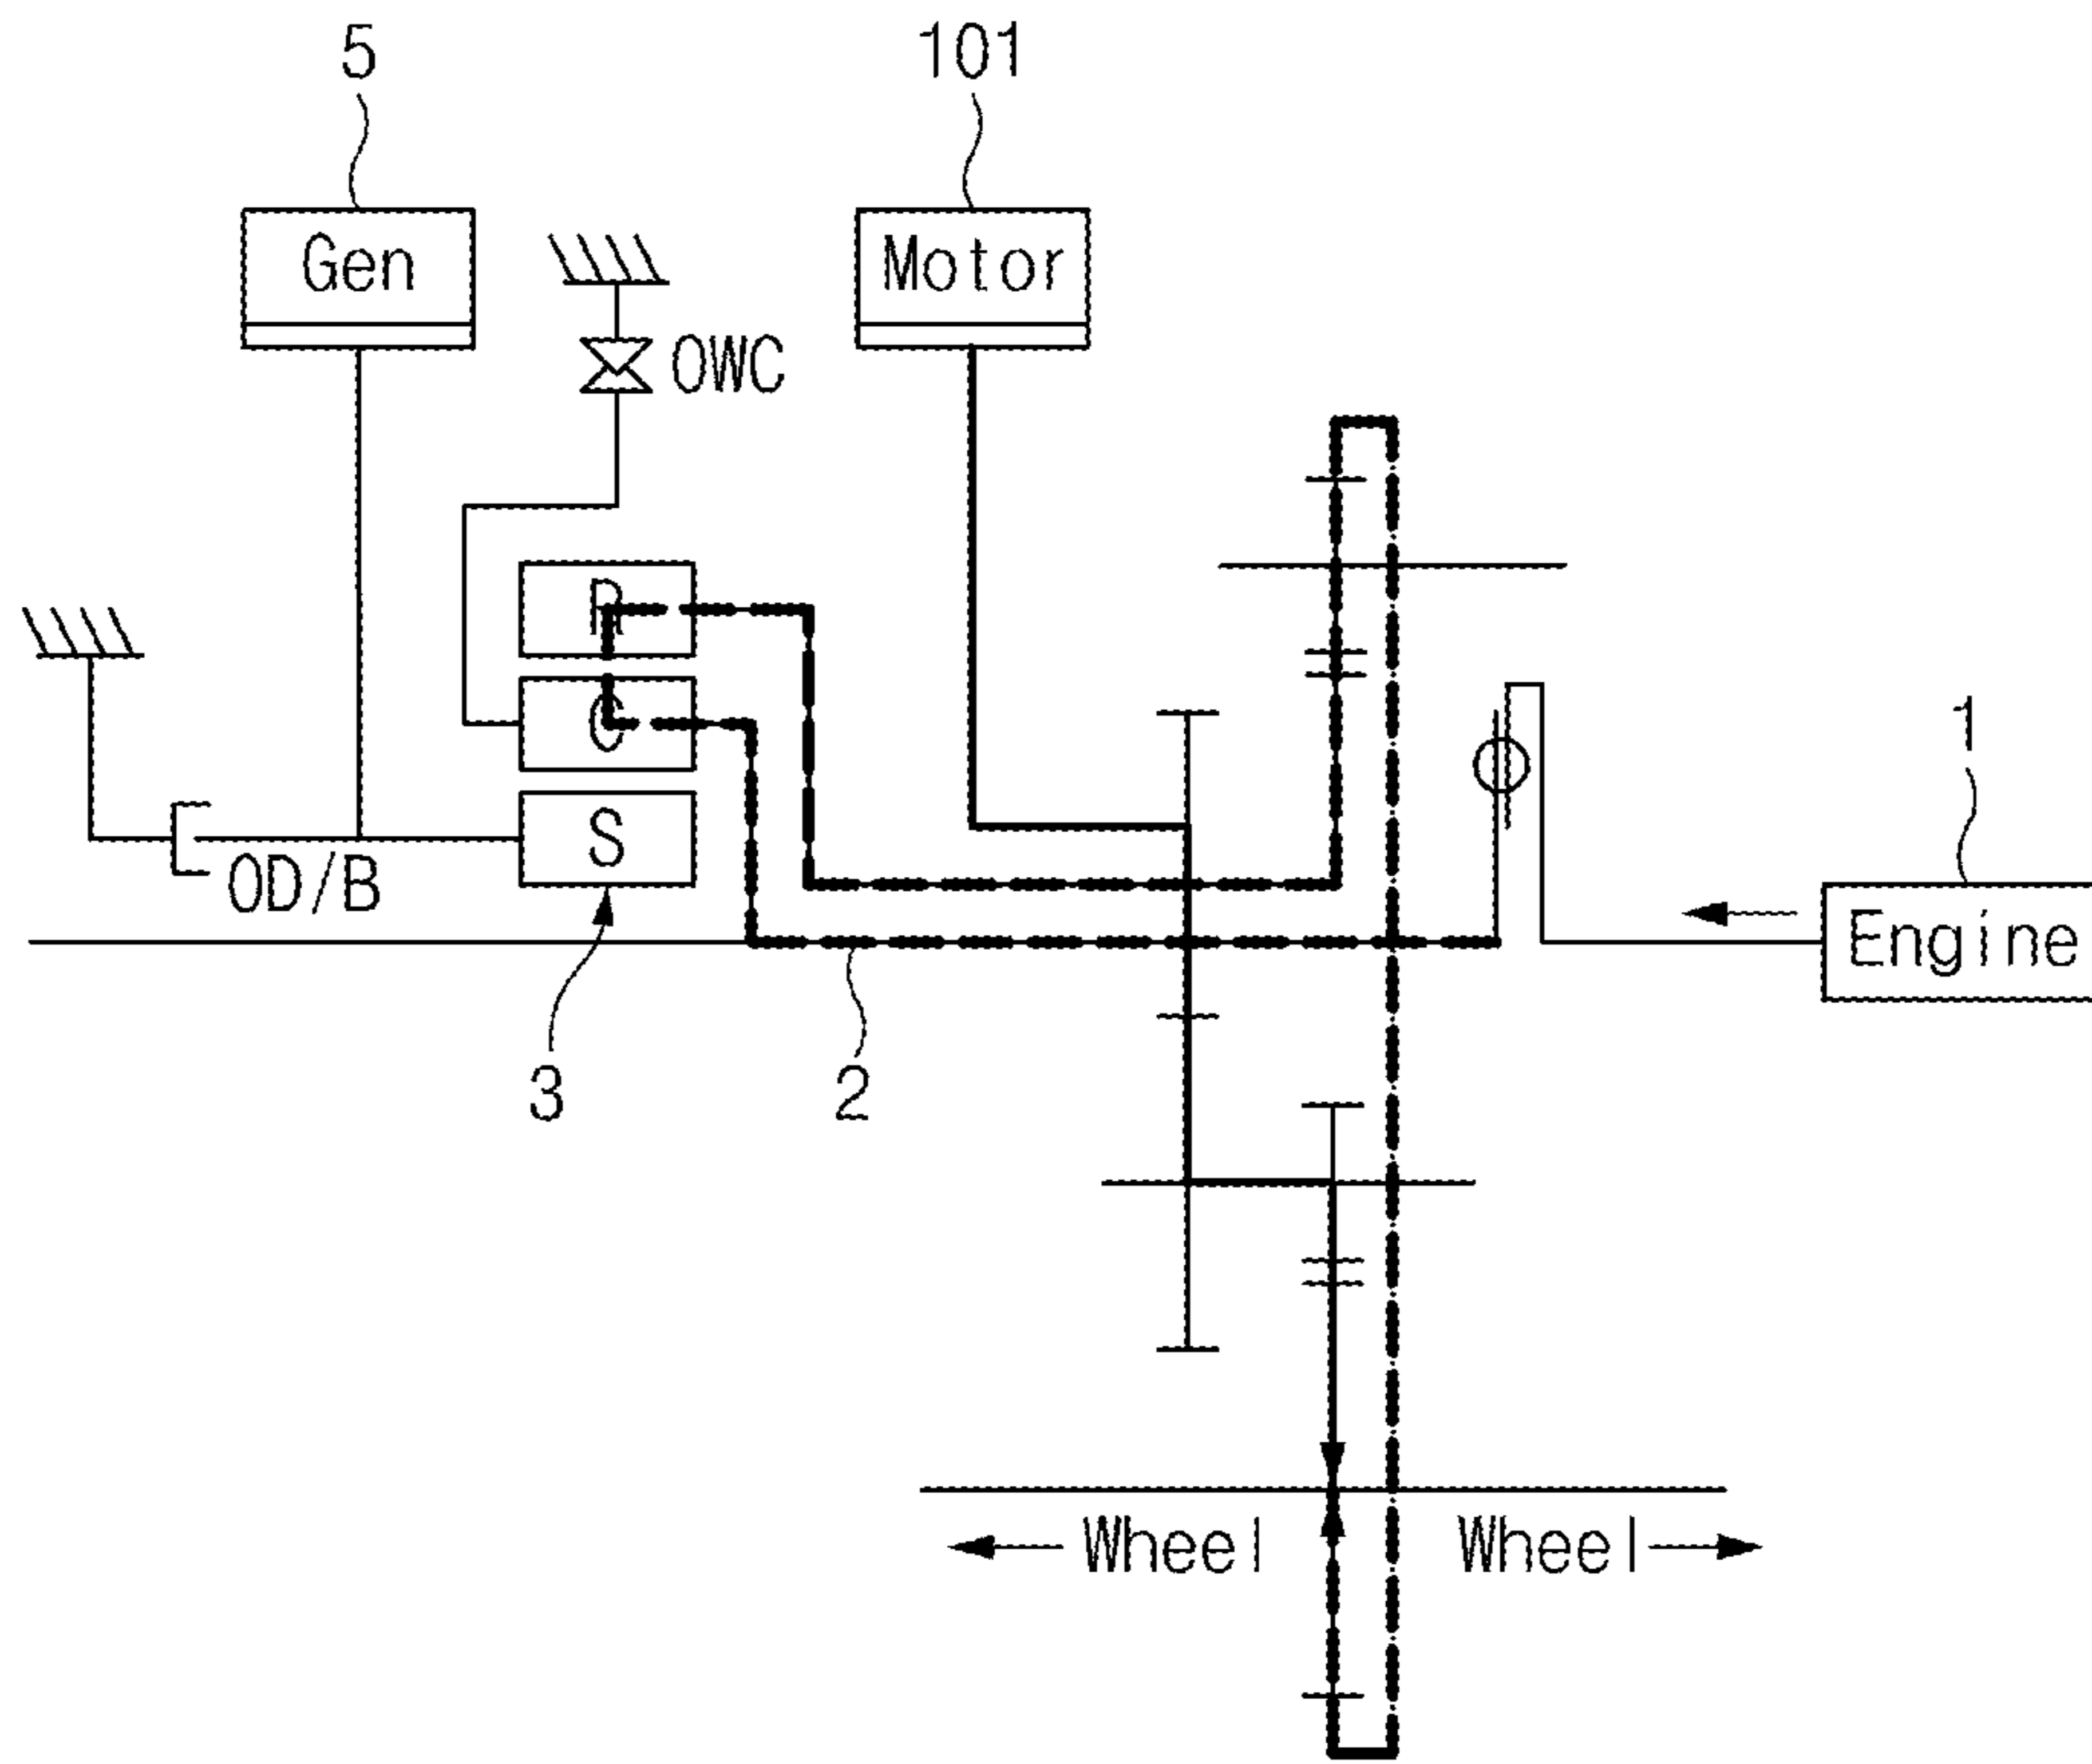 5
101
Gen
Motor
OWC
R
C
S
OD/B
1
Engine
3
2
Wheel
Wheel